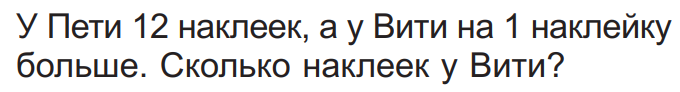 У Пети 12 наклеек, а у Вити на 1 наклейку
больше. Сколько наклеек у Вити?